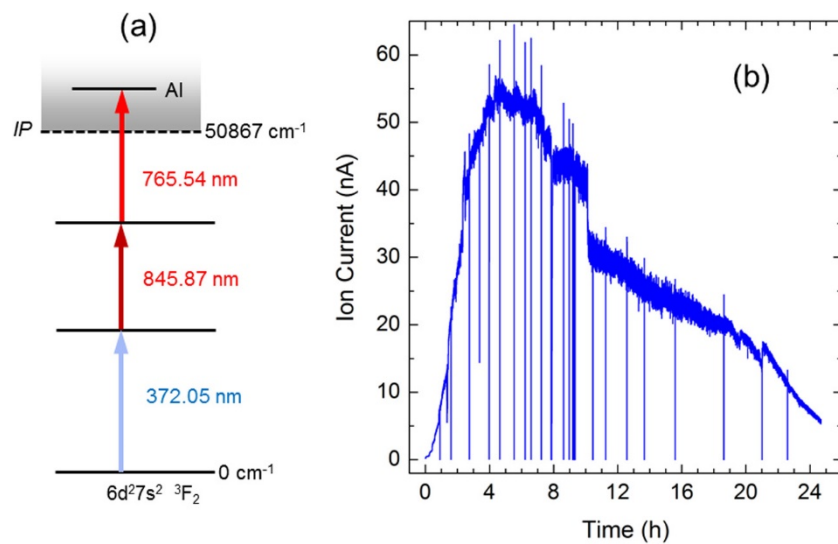 (a)
AI
IP
50867 cm⁻¹
765.54 nm
845.87 nm
372.05 nm
0 cm⁻¹
6d²7s² ³F₂
(b)
Ion Current (nA)
60
50
40
30
20
10
0
0 4 8 12 16 20 24
Time (h)